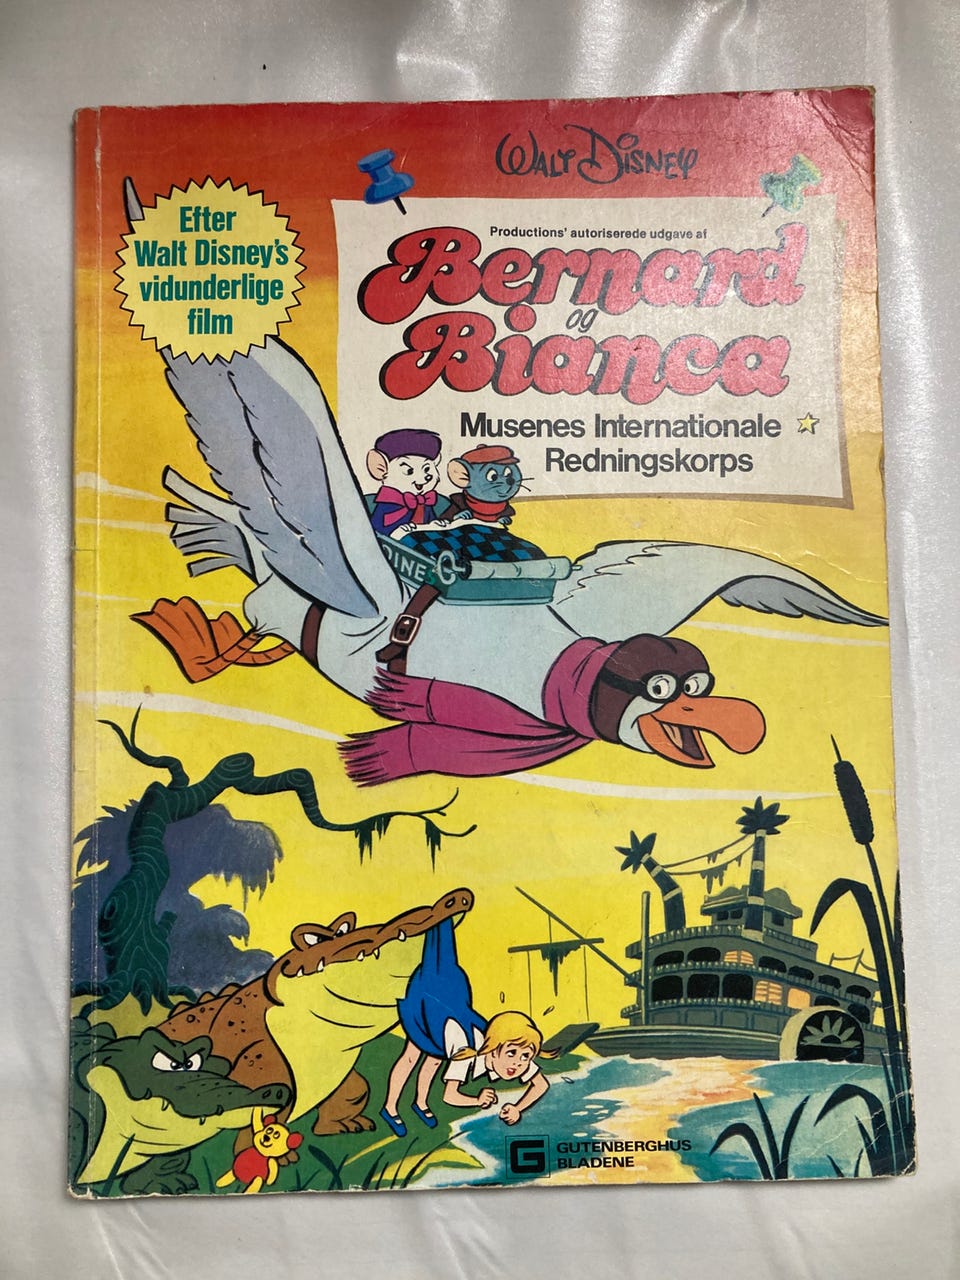 Walt Disney
Efter
Walt Disney's
vidunderlige
film
Productions' autoriserede udgave af
Bernard
og
Bianca
Musenes Internationale
Redningskorps
DINE
G
GUTENBERGHUS
BLADENE